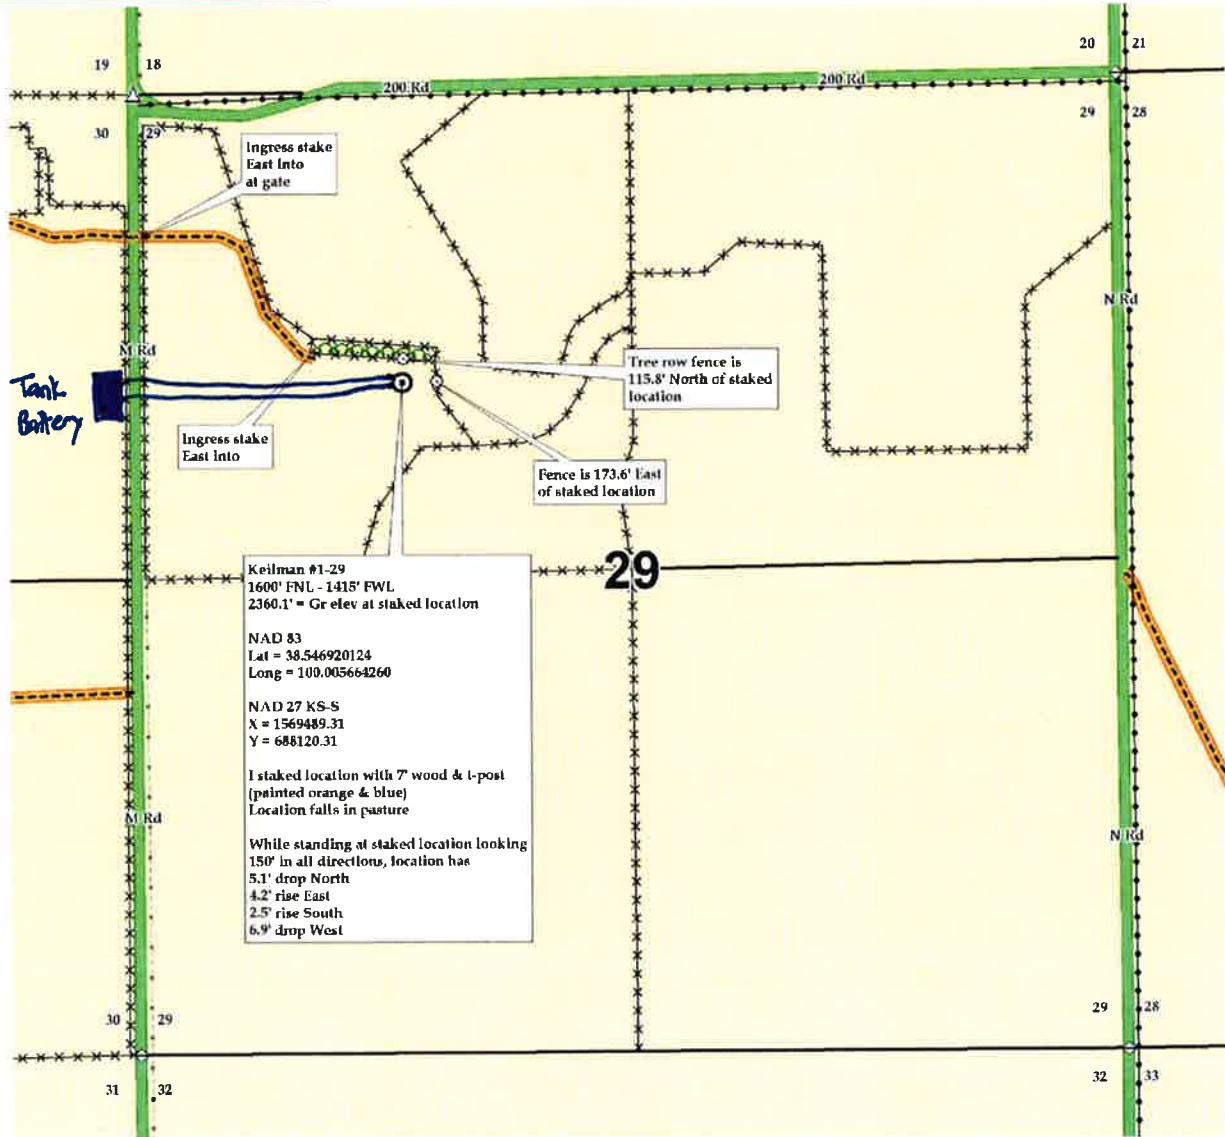 20
21
19
18
200 Rd
200 Rd
30
29
29
28
Ingress stake
East into
at gate
N Rd
M Rd
Tree row fence is
115.8' North of staked
location
Tank
Battery
Ingress stake
East into
Fence is 173.6' East
of staked location
29
Keilman #1-29
1600' FNL - 1415' FWL
2360.1' = Gr elev at staked location
NAD 83
Lat = 38.546920124
Long = 100.005664260
NAD 27 KS-S
X = 1569489.31
Y = 688120.31
I staked location with 7' wood & t-post
(painted orange & blue)
Location falls in pasture
While standing at staked location looking
150' in all directions, location has
5.1' drop North
4.2' rise East
2.5' rise South
6.9' drop West
M Rd
N Rd
30
29
29
28
31
32
32
33